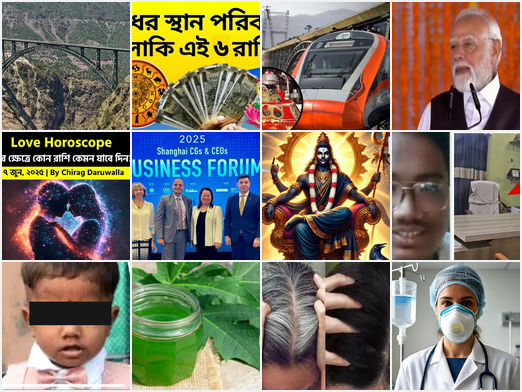 ধর স্থান পরিব
নাকি এই ৬ রাশি
Love Horoscope
র ক্ষেত্রে কোন রাশি কেমন যাবে দিন
৭ জুন, ২০২৫ | By Chirag Daruwalla
2025
Shanghai CGs & CEOs
USINESS FORUM